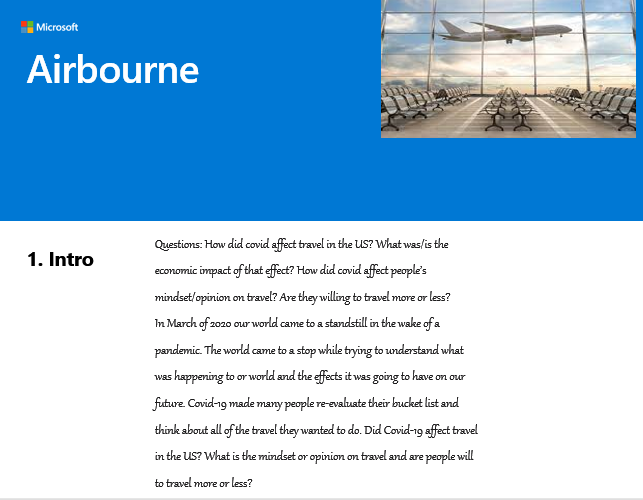 Microsoft
Airbourne
1. Intro
Questions: How did covid affect travel in the US? What was/is the
economic impact of that effect? How did covid affect people's
mindset/opinion on travel? Are they willing to travel more or less?
In March of 2020 our world came to a standstill in the wake of a
pandemic. The world came to a stop while trying to understand what
was happening to or world and the effects it was going to have on our
future. Covid-19 made many people re-evaluate their bucket list and
think about all of the travel they wanted to do. Did Covid-19 affect travel
in the US? What is the mindset or opinion on travel and are people will
to travel more or less?